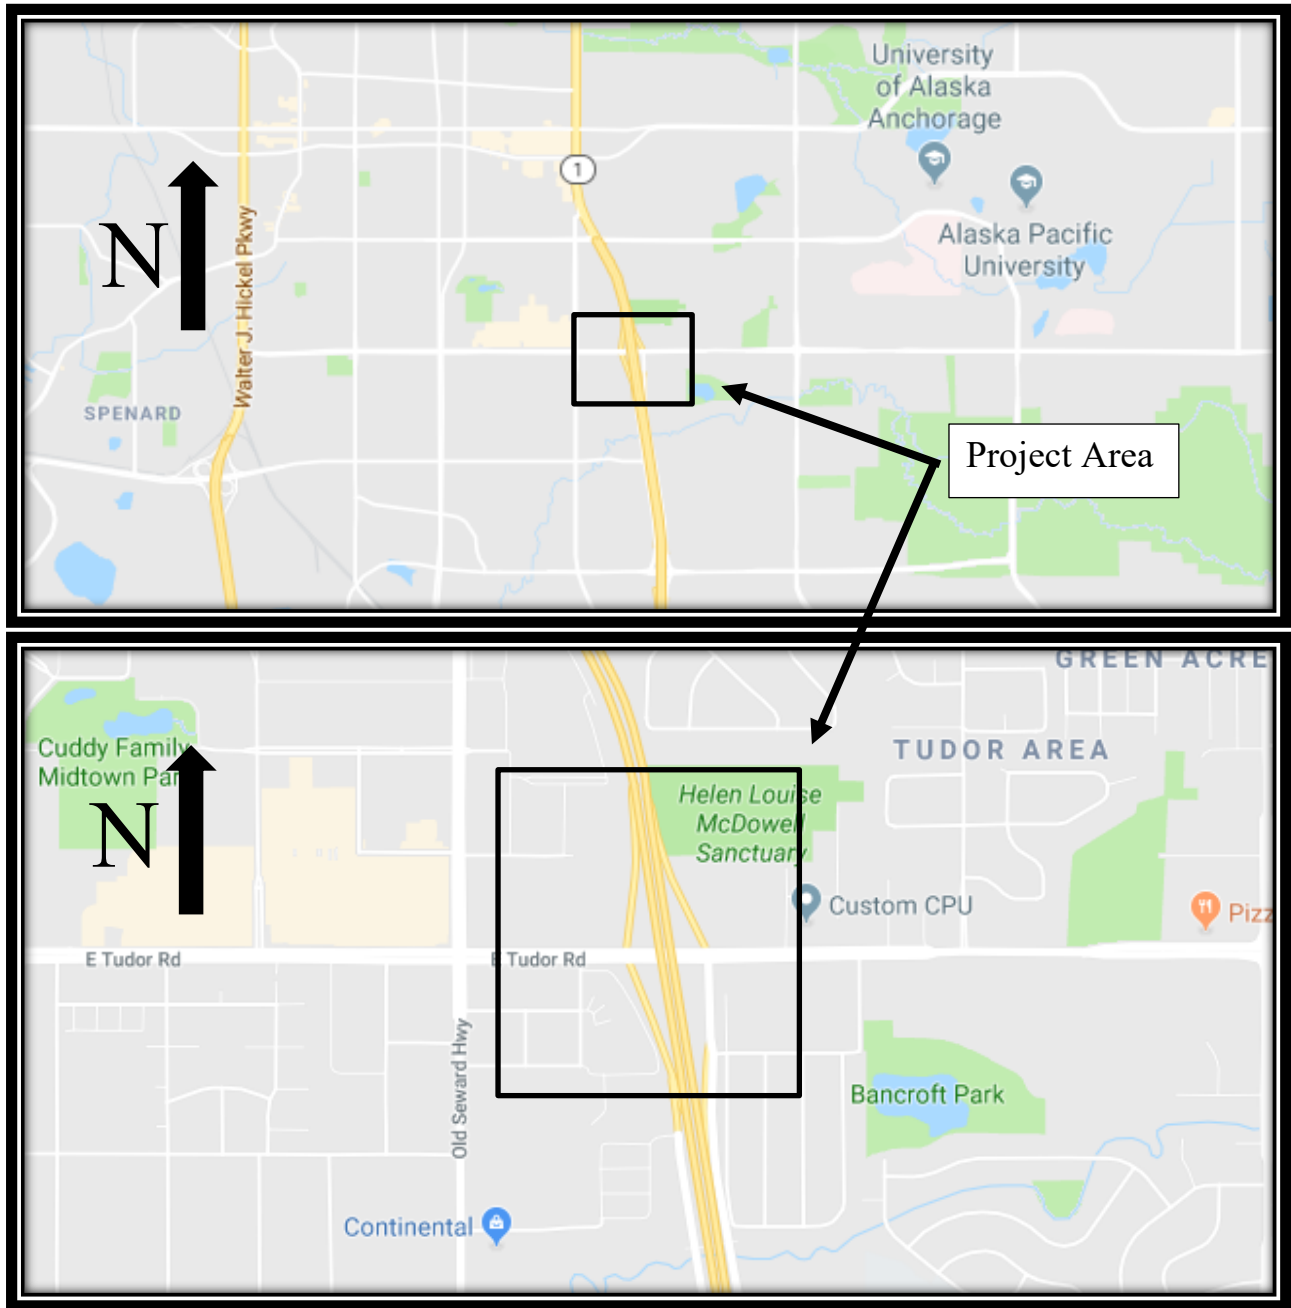 University
of Alaska
Anchorage
1
Alaska Pacific
University
N
Walter J. Hickel Pkwy
SPENARD
Project Area
GREEN ACRE
TUDOR AREA
Cuddy Family
Midtown Par
N
Helen Louise
McDowell
Sanctuary
Custom CPU
Pizz
E Tudor Rd
E Tudor Rd
Old Seward Hwy
Bancroft Park
Continental